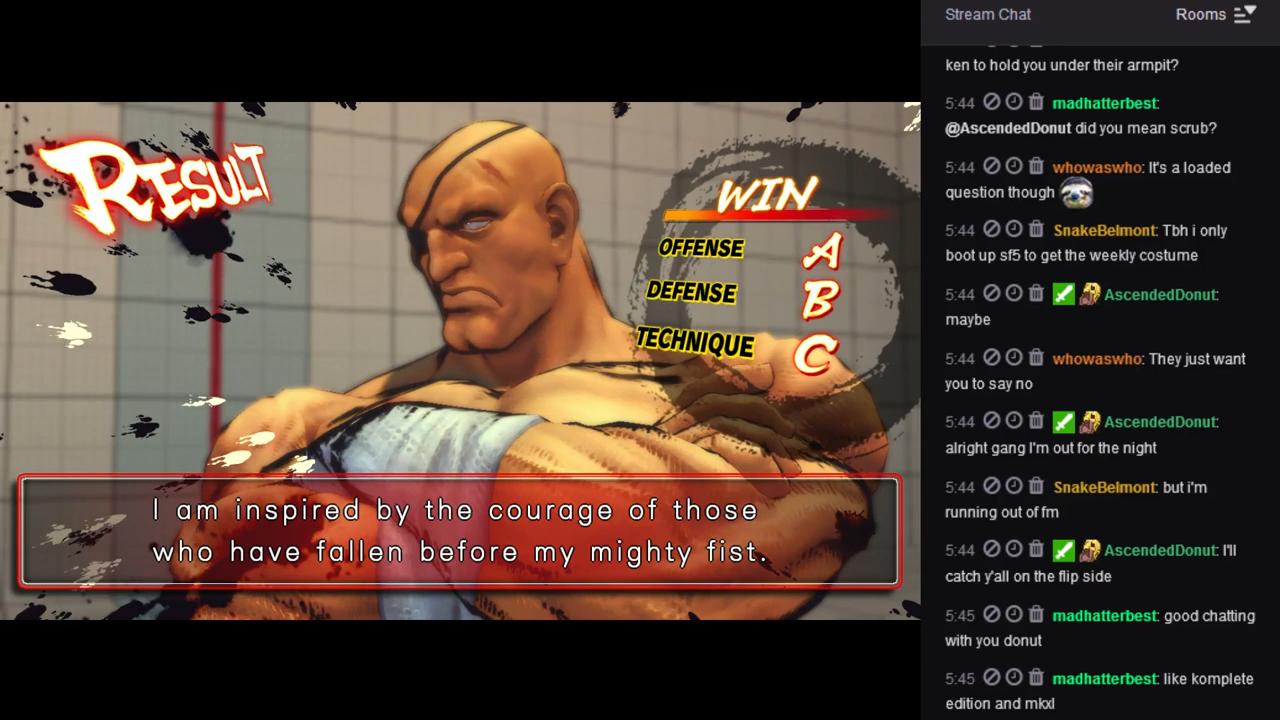 RESULT
WIN
OFFENSE A
DEFENSE B
TECHNIQUE C
I am inspired by the courage of those
who have fallen before my mighty fist.
Stream Chat Rooms
ken to hold you under their armpit?
5:44 madhatterbest:
@AscendedDonut did you mean scrub?
5:44 whowaswho: It's a loaded
question though
5:44 SnakeBelmont: Tbh i only
boot up sf5 to get the weekly costume
5:44 AscendedDonut:
maybe
5:44 whowaswho: They just want
you to say no
5:44 AscendedDonut:
alright gang I'm out for the night
5:44 SnakeBelmont: but i'm
running out of fm
5:44 AscendedDonut: I'll
catch y'all on the flip side
5:45 madhatterbest: good chatting
with you donut
5:45 madhatterbest: like komplete
edition and mkxl